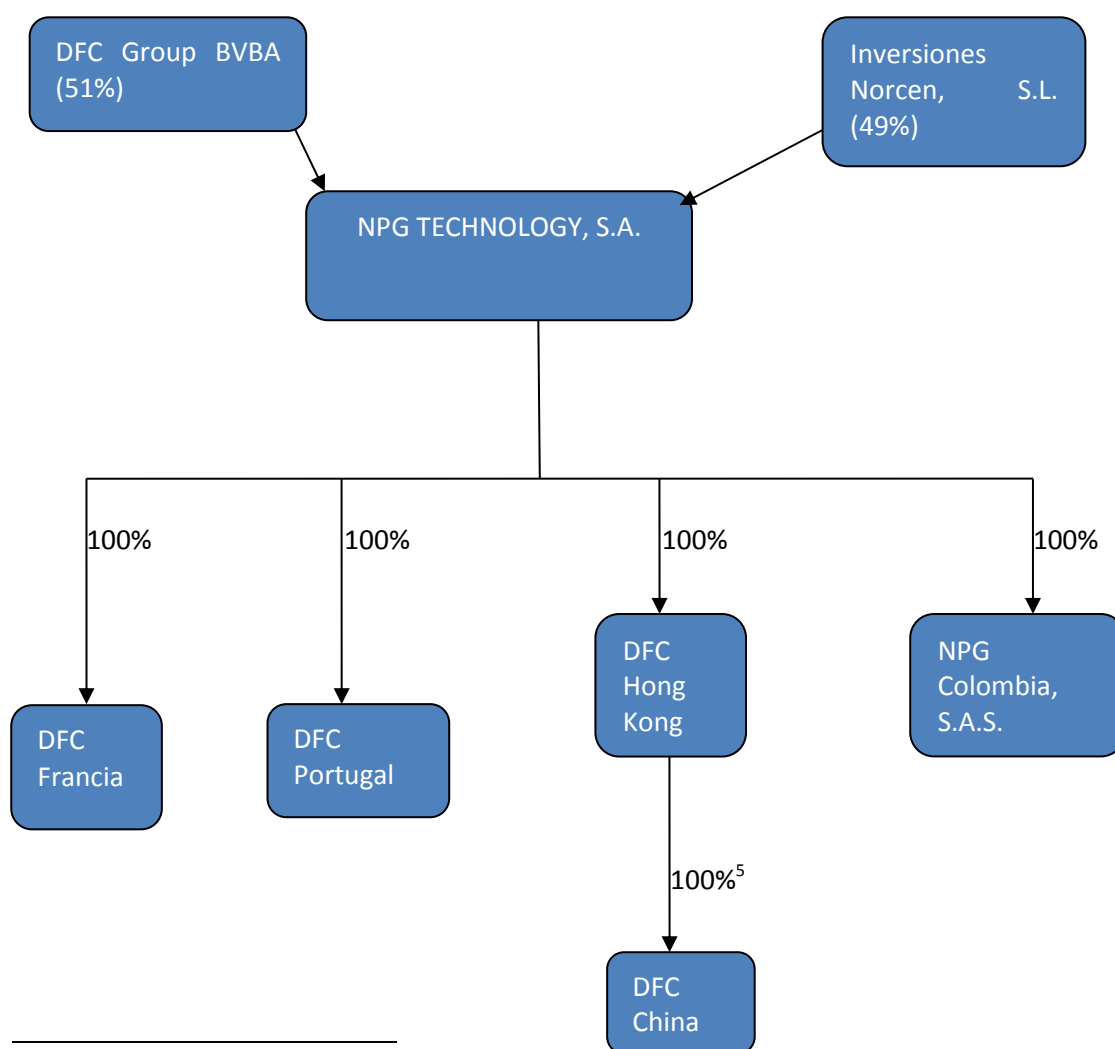 DFC Group BVBA
(51%)
Inversiones
Norcen, S.L.
(49%)
NPG TECHNOLOGY, S.A.
100%
100%
100%
100%
DFC
Hong
Kong
NPG
Colombia,
S.A.S.
DFC
Francia
DFC
Portugal
100%⁵
DFC
China